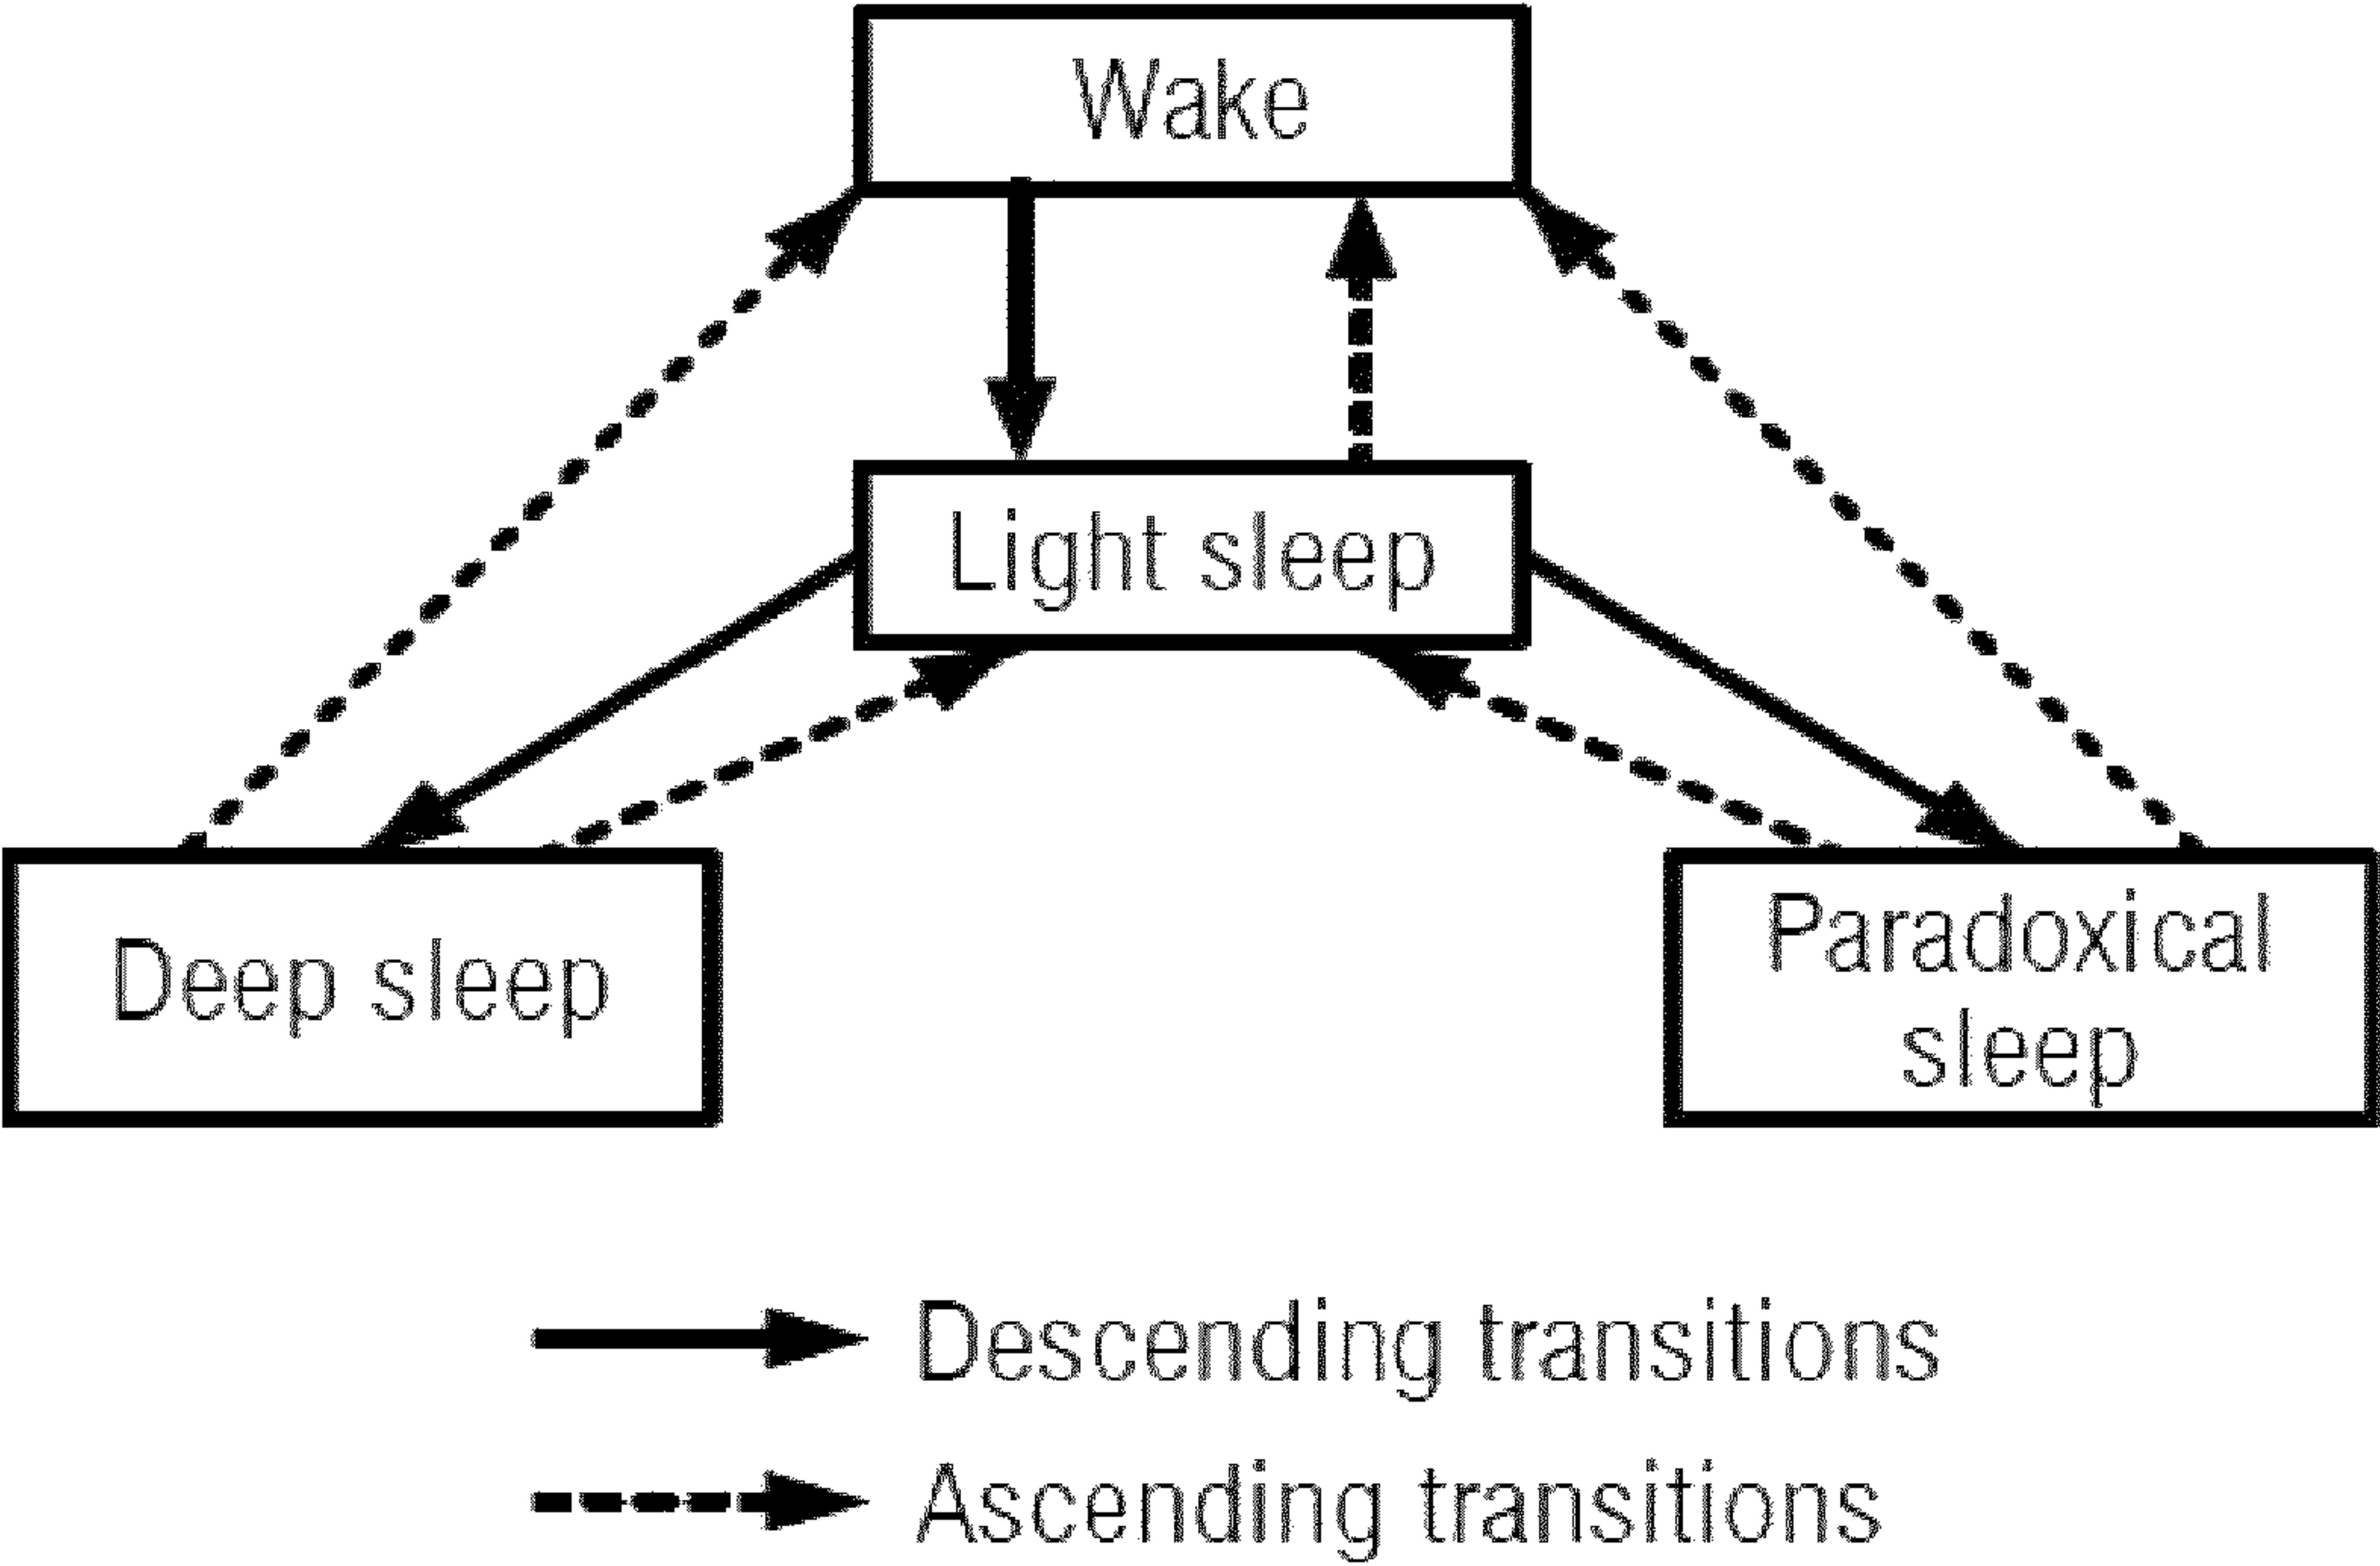 Wake
Light sleep
Deep sleep
Paradoxical
sleep
Descending transitions
Ascending transitions